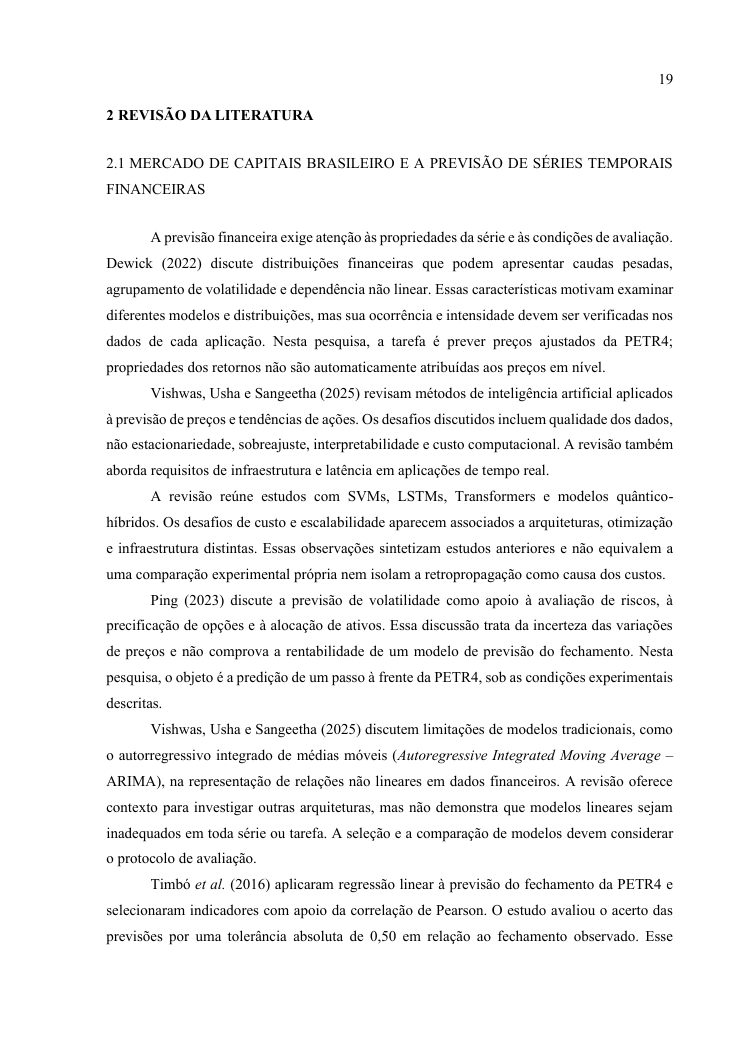 19
2 REVISÃO DA LITERATURA
2.1 MERCADO DE CAPITAIS BRASILEIRO E A PREVISÃO DE SÉRIES TEMPORAIS
FINANCEIRAS
A previsão financeira exige atenção às propriedades da série e às condições de avaliação.
Dewick (2022) discute distribuições financeiras que podem apresentar caudas pesadas,
agrupamento de volatilidade e dependência não linear. Essas características motivam examinar
diferentes modelos e distribuições, mas sua ocorrência e intensidade devem ser verificadas nos
dados de cada aplicação. Nesta pesquisa, a tarefa é prever preços ajustados da PETR4;
propriedades dos retornos não são automaticamente atribuídas aos preços em nível.
Vishwas, Usha e Sangeetha (2025) revisam métodos de inteligência artificial aplicados
à previsão de preços e tendências de ações. Os desafios discutidos incluem qualidade dos dados,
não estacionariedade, sobreajuste, interpretabilidade e custo computacional. A revisão também
aborda requisitos de infraestrutura e latência em aplicações de tempo real.
A revisão reúne estudos com SVMs, LSTMs, Transformers e modelos quântico-
híbridos. Os desafios de custo e escalabilidade aparecem associados a arquiteturas, otimização
e infraestrutura distintas. Essas observações sintetizam estudos anteriores e não equivalem a
uma comparação experimental própria nem isolam a retropropagação como causa dos custos.
Ping (2023) discute a previsão de volatilidade como apoio à avaliação de riscos, à
precificação de opções e à alocação de ativos. Essa discussão trata da incerteza das variações
de preços e não comprova a rentabilidade de um modelo de previsão do fechamento. Nesta
pesquisa, o objeto é a predição de um passo à frente da PETR4, sob as condições experimentais
descritas.
Vishwas, Usha e Sangeetha (2025) discutem limitações de modelos tradicionais, como
o autorregressivo integrado de médias móveis (Autoregressive Integrated Moving Average –
ARIMA), na representação de relações não lineares em dados financeiros. A revisão oferece
contexto para investigar outras arquiteturas, mas não demonstra que modelos lineares sejam
inadequados em toda série ou tarefa. A seleção e a comparação de modelos devem considerar
o protocolo de avaliação.
Timbó et al. (2016) aplicaram regressão linear à previsão do fechamento da PETR4 e
selecionaram indicadores com apoio da correlação de Pearson. O estudo avaliou o acerto das
previsões por uma tolerância absoluta de 0,50 em relação ao fechamento observado. Esse